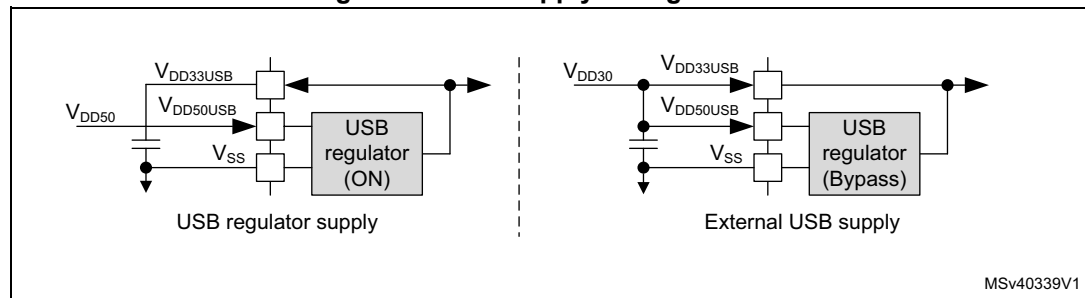 V_DD33USB
V_DD50
V_DD50USB
V_SS
USB
regulator
(ON)
USB regulator supply
V_DD30
V_DD33USB
V_DD50USB
V_SS
USB
regulator
(Bypass)
External USB supply
MSv40339V1